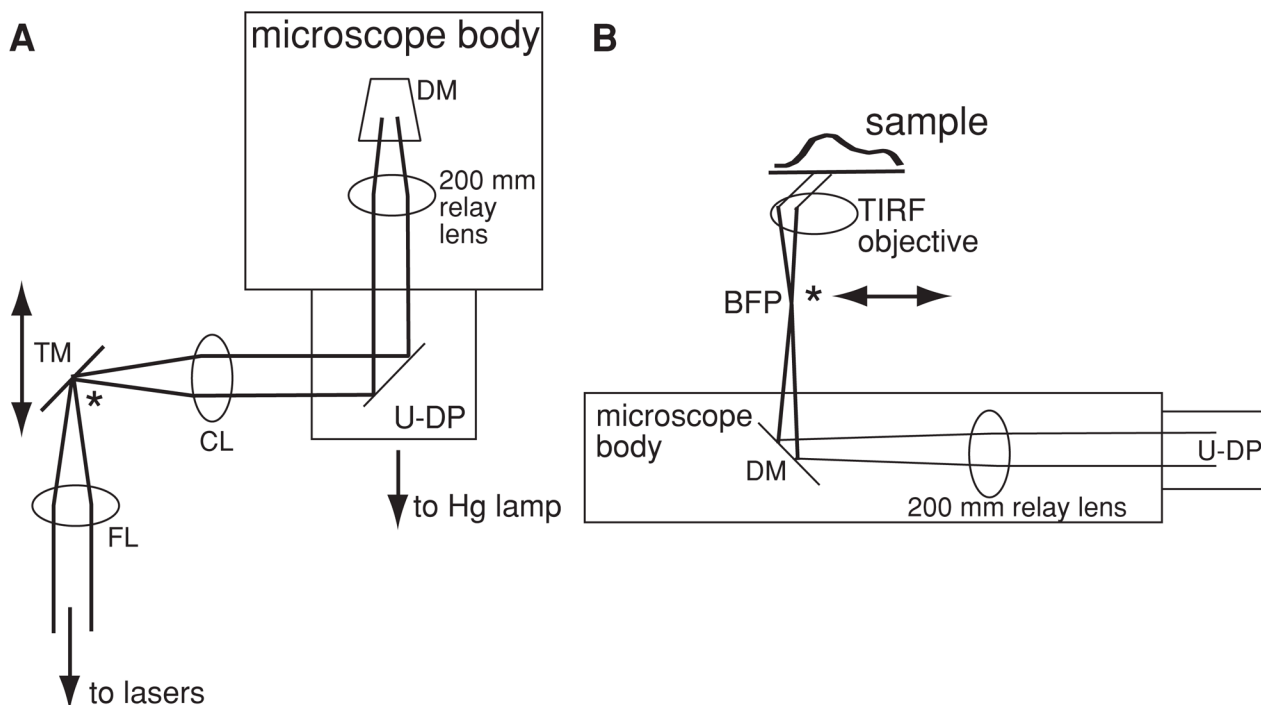 A
microscope body
DM
200 mm
relay
lens
TM
*
CL
U-DP
to Hg lamp
FL
to lasers
B
sample
TIRF
objective
BFP
*
microscope
body
DM
U-DP
200 mm relay lens